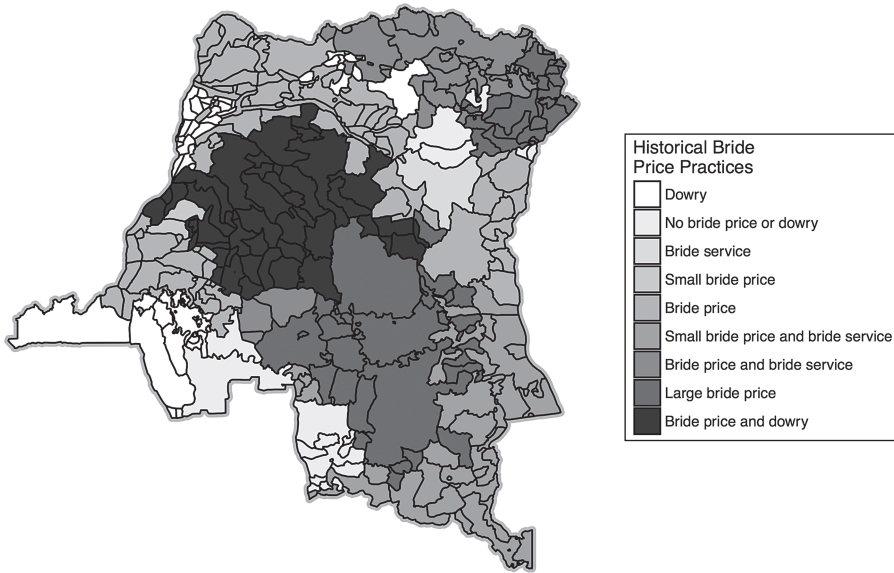 Historical Bride
Price Practices
Dowry
No bride price or dowry
Bride service
Small bride price
Bride price
Small bride price and bride service
Bride price and bride service
Large bride price
Bride price and dowry